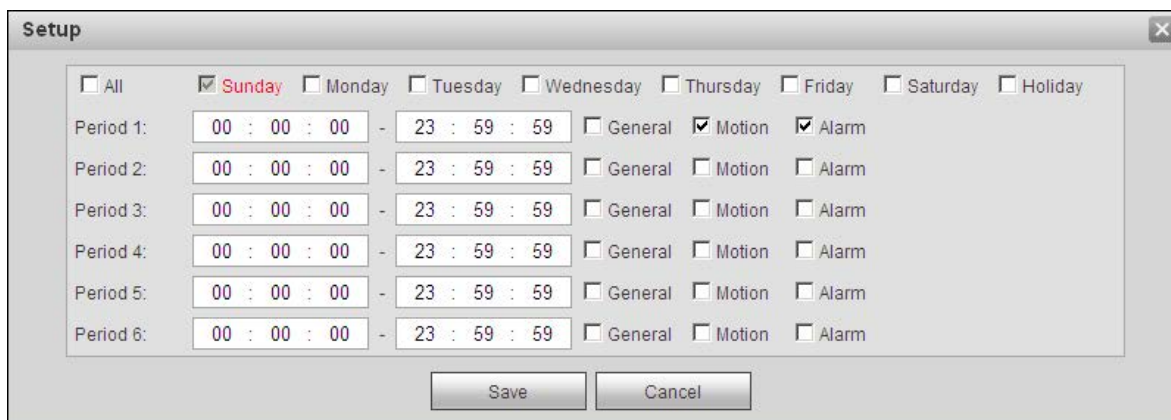 Setup
All Sunday Monday Tuesday Wednesday Thursday Friday Saturday Holiday
Period 1: 00 : 00 : 00 - 23 : 59 : 59 General Motion Alarm
Period 2: 00 : 00 : 00 - 23 : 59 : 59 General Motion Alarm
Period 3: 00 : 00 : 00 - 23 : 59 : 59 General Motion Alarm
Period 4: 00 : 00 : 00 - 23 : 59 : 59 General Motion Alarm
Period 5: 00 : 00 : 00 - 23 : 59 : 59 General Motion Alarm
Period 6: 00 : 00 : 00 - 23 : 59 : 59 General Motion Alarm
Save Cancel